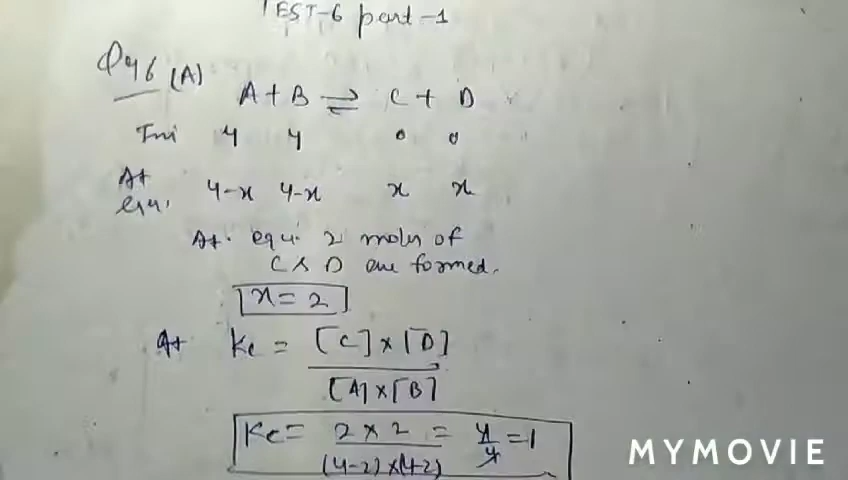 TEST-6 part-1
Q46 (A)
A + B ⇌ C + D
Ini 4 4 0 0
At equ. 4-x 4-x x x
At. equ. 2 moles of
C & D are formed.
x = 2
At Kc = [C] x [D] / [A] x [B]
Kc = 2 x 2 / (4-2) x (4-2) = 4/4 = 1
MYMOVIE